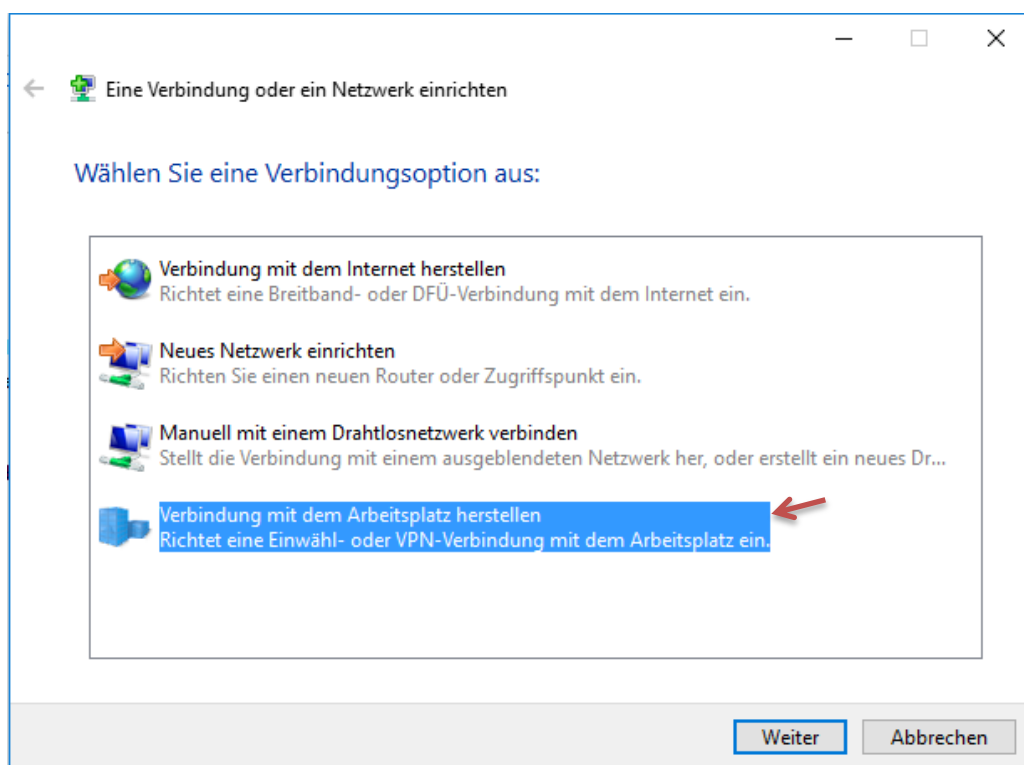 Eine Verbindung oder ein Netzwerk einrichten
Wählen Sie eine Verbindungsoption aus:
Verbindung mit dem Internet herstellen
Richtet eine Breitband- oder DFÜ-Verbindung mit dem Internet ein.
Neues Netzwerk einrichten
Richten Sie einen neuen Router oder Zugriffspunkt ein.
Manuell mit einem Drahtlosnetzwerk verbinden
Stellt die Verbindung mit einem ausgeblendeten Netzwerk her, oder erstellt ein neues Dr...
Verbindung mit dem Arbeitsplatz herstellen
Richtet eine Einwähl- oder VPN-Verbindung mit dem Arbeitsplatz ein.
Weiter
Abbrechen